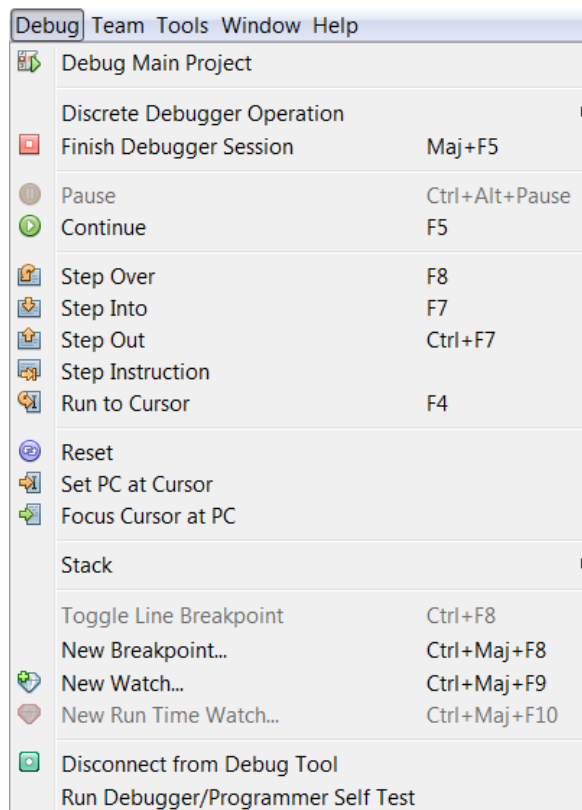 Debug Team Tools Window Help
Debug Main Project
Discrete Debugger Operation
Finish Debugger Session Maj+F5
Pause Ctrl+Alt+Pause
Continue F5
Step Over F8
Step Into F7
Step Out Ctrl+F7
Step Instruction
Run to Cursor F4
Reset
Set PC at Cursor
Focus Cursor at PC
Stack
Toggle Line Breakpoint Ctrl+F8
New Breakpoint... Ctrl+Maj+F8
New Watch... Ctrl+Maj+F9
New Run Time Watch... Ctrl+Maj+F10
Disconnect from Debug Tool
Run Debugger/Programmer Self Test